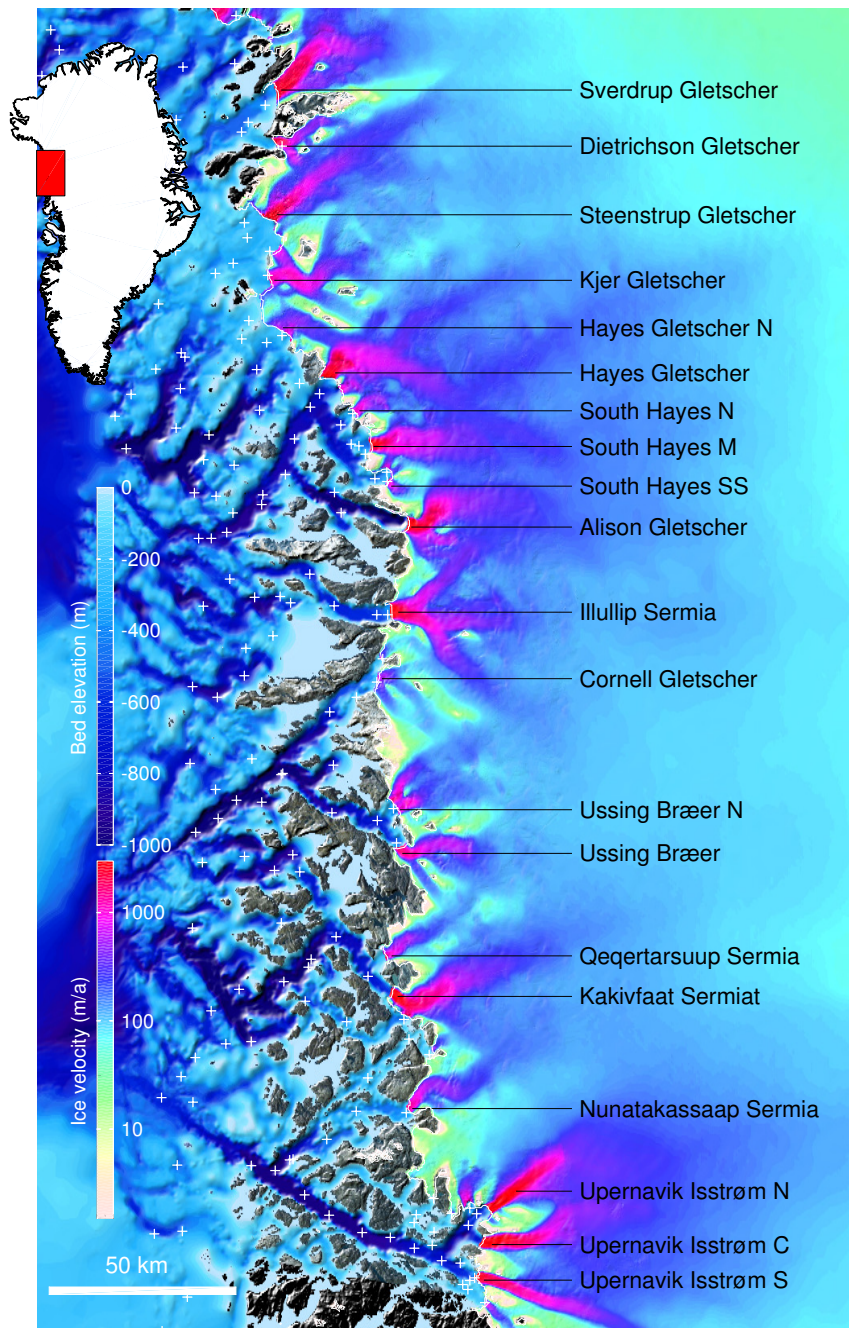 Sverdrup Gletscher
Dietrichson Gletscher
Steenstrup Gletscher
Kjer Gletscher
Hayes Gletscher N
Hayes Gletscher
South Hayes N
South Hayes M
South Hayes SS
Alison Gletscher
Illullip Sermia
Cornell Gletscher
Ussing Bræer N
Ussing Bræer
Qeqertarsuup Sermia
Kakivfaat Sermiat
Nunatakassaap Sermia
Upernavik Isstrøm N
Upernavik Isstrøm C
Upernavik Isstrøm S
Bed elevation (m)
0
-200
-400
-600
-800
-1000
Ice velocity (m/a)
1000
100
10
50 km